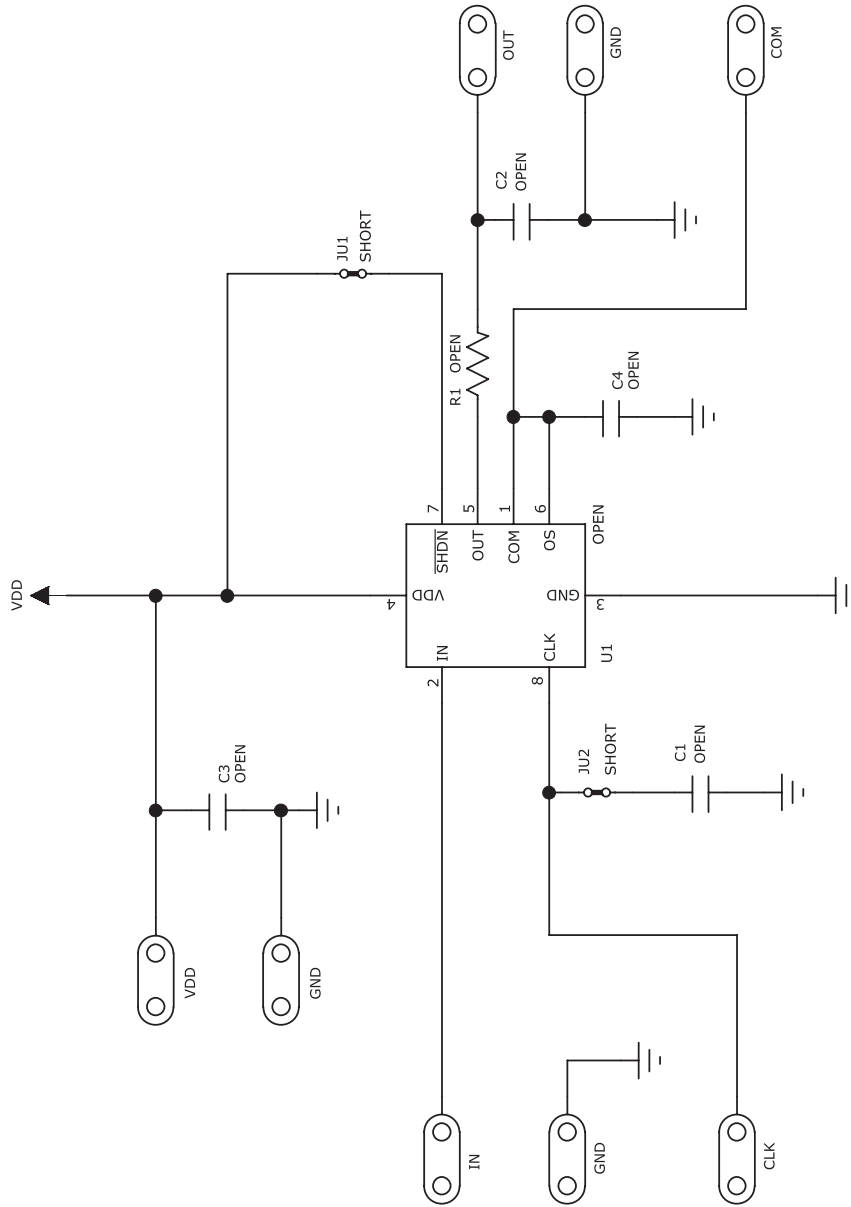 VDD
VDD
C3
OPEN
GND
JU1
SHORT
IN
2
IN
4
VDD
SHDN
7
R1
OPEN
OUT
5
OUT
C2
OPEN
GND
COM
1
COM
OS
6
C4
OPEN
GND
3
U1
OPEN
CLK
8
JU2
SHORT
C1
OPEN
GND
CLK